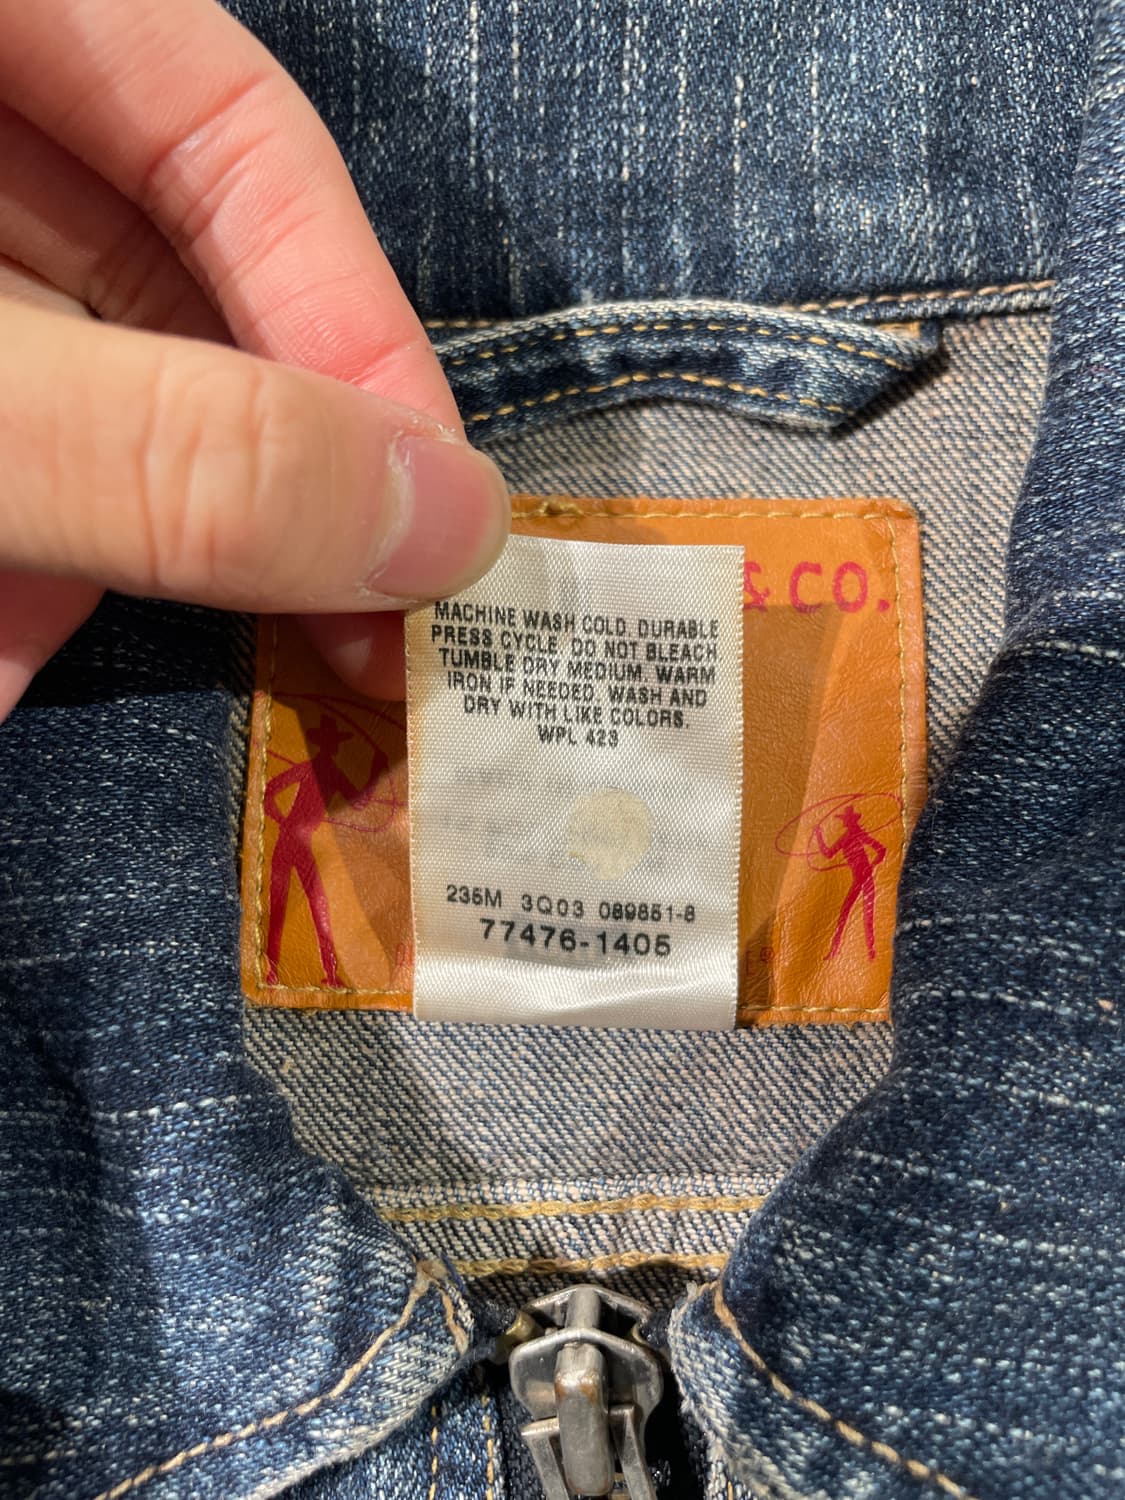 & CO.
MACHINE WASH COLD. DURABLE
PRESS CYCLE. DO NOT BLEACH
TUMBLE DRY MEDIUM. WARM
IRON IF NEEDED. WASH AND
DRY WITH LIKE COLORS.
WPL 423
235M 3Q03 089851-8
77476-1405